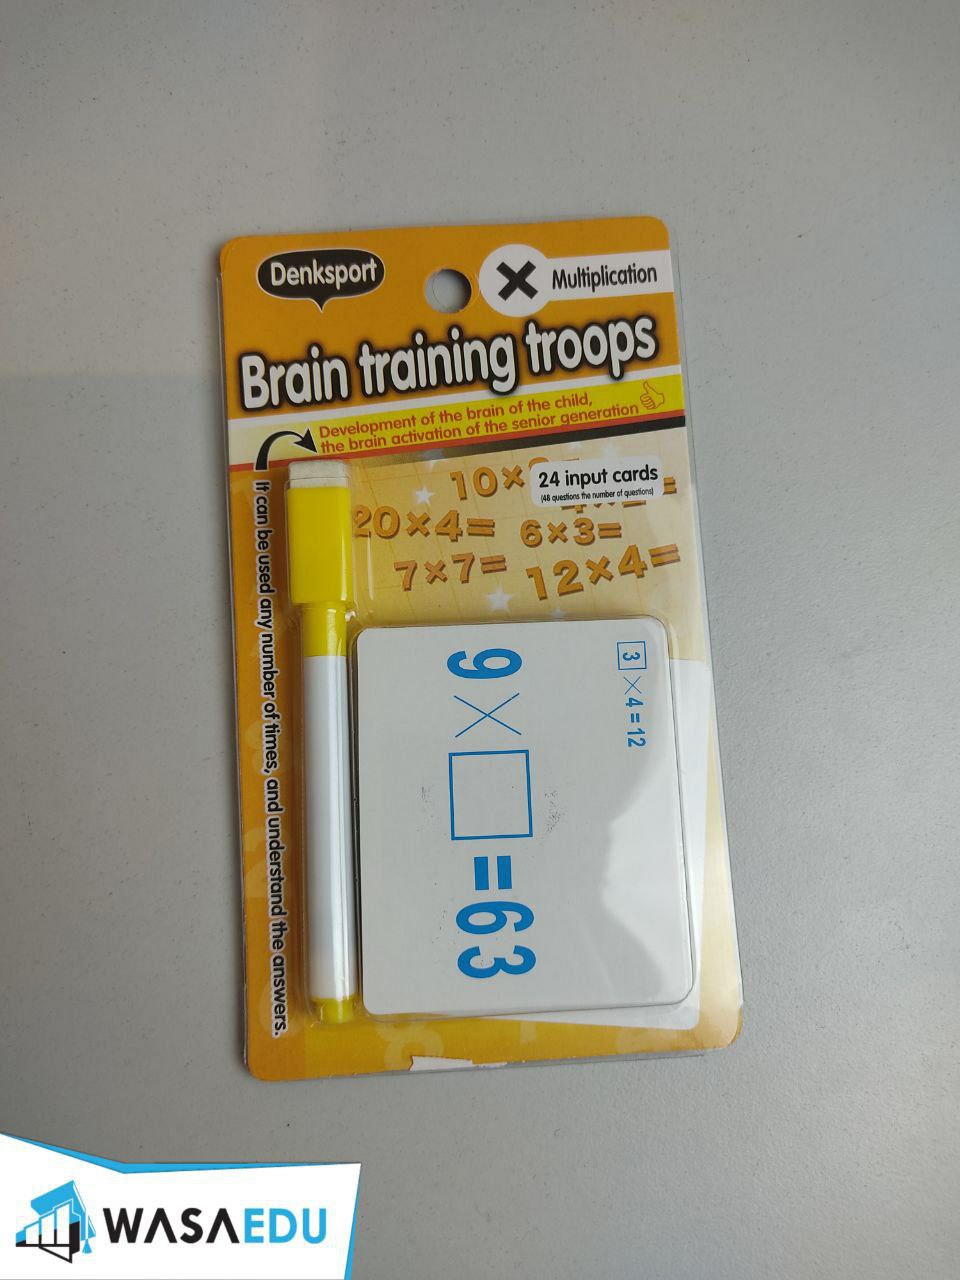 Denksport
× Multiplication
Brain training troops
Development of the brain of the child,
the brain activation of the senior generation
It can be used any number of times, and understand the answers.
24 input cards
(48 questions the number of questions)
10×
20×4=
6×3=
7×7=
12×4=
3 × 4 = 12
9 × □ = 63
WASAEDU